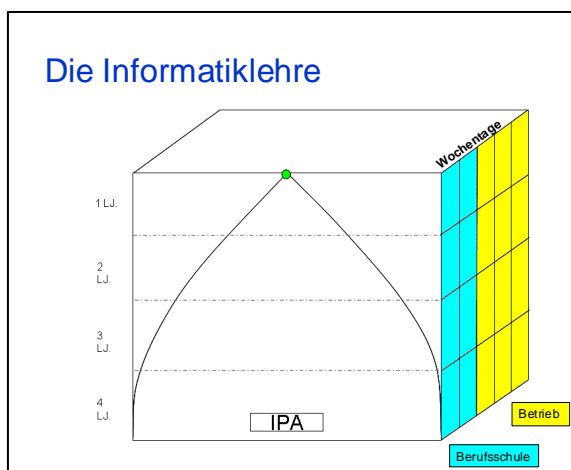 Die Informatiklehre
Wochentage
1 LJ.
2
LJ.
3
LJ.
4
LJ.
IPA
Betrieb
Berufsschule